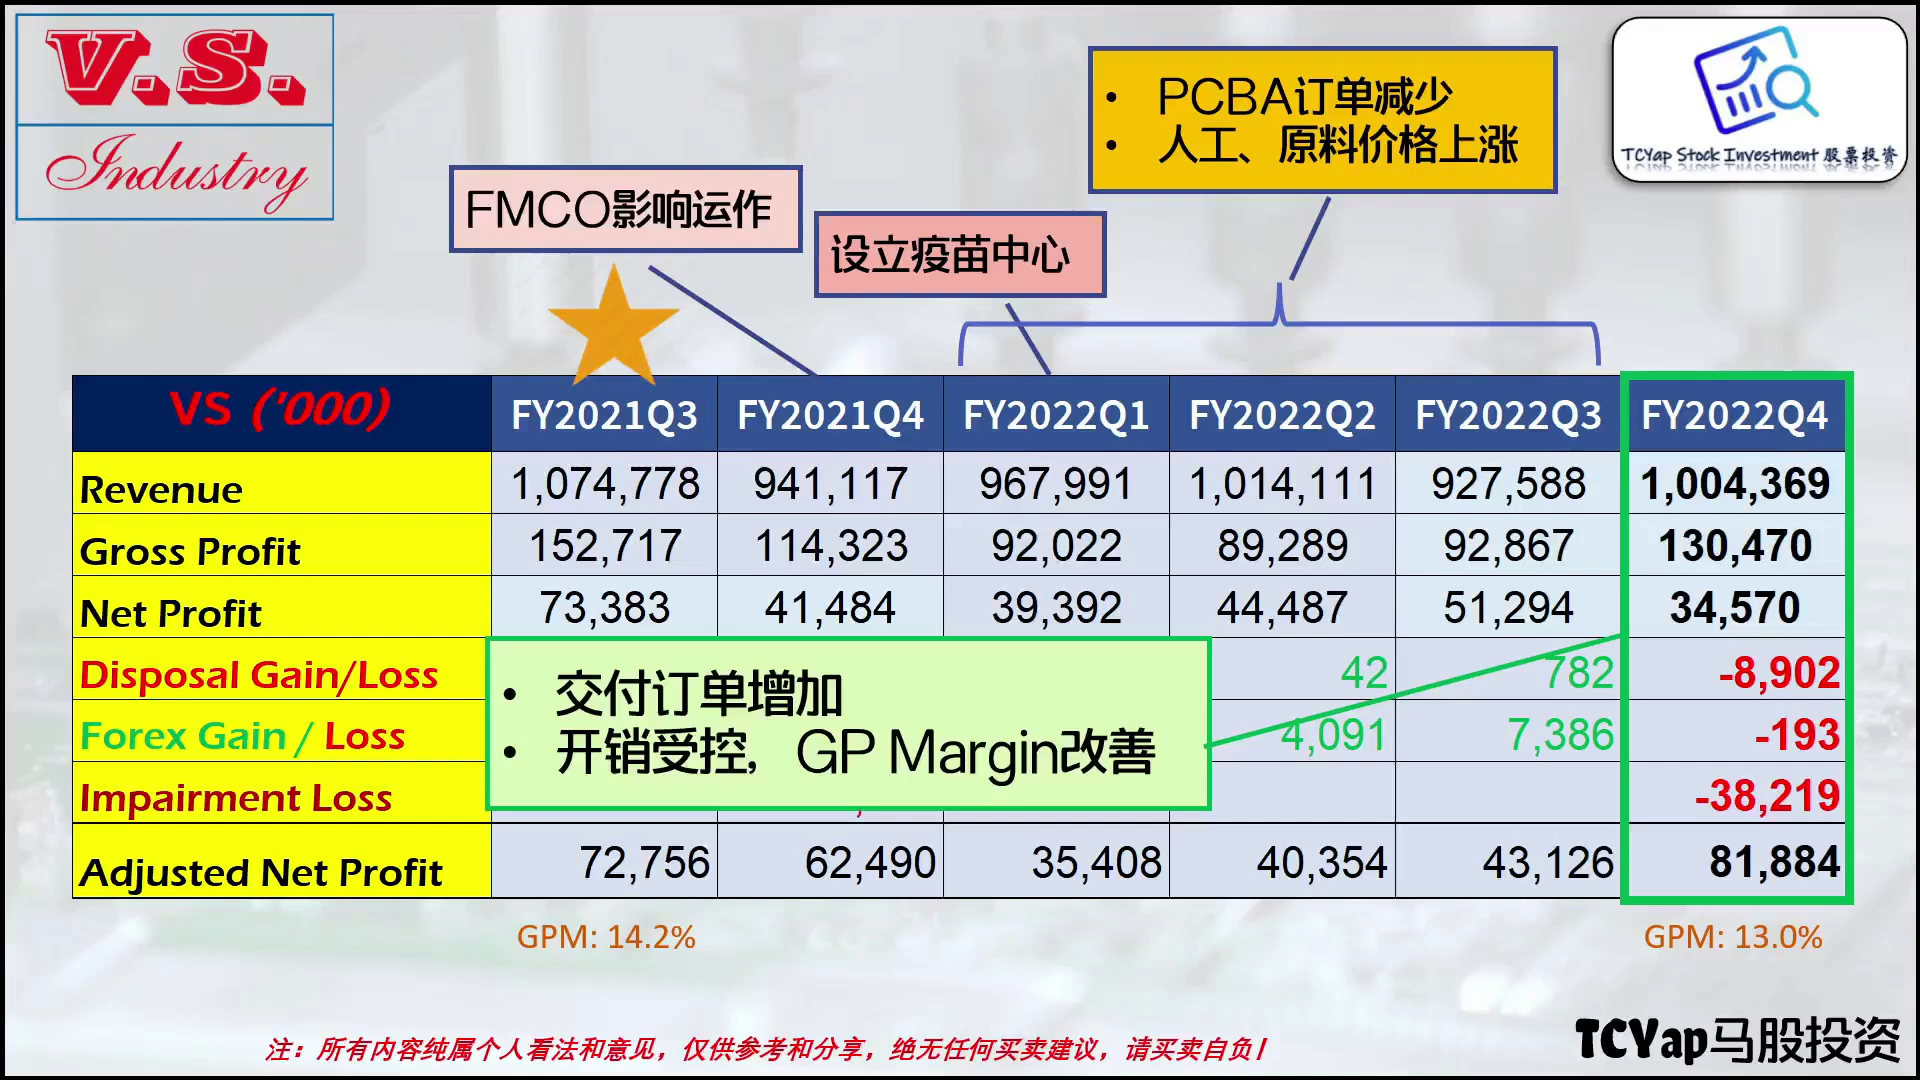 V.S.
Industry
FMCO影响运作
设立疫苗中心
• PCBA订单减少
• 人工、原料价格上涨
TCYap Stock Investment 股票投资
VS ('000) FY2021Q3 FY2021Q4 FY2022Q1 FY2022Q2 FY2022Q3 FY2022Q4
Revenue 1,074,778 941,117 967,991 1,014,111 927,588 1,004,369
Gross Profit 152,717 114,323 92,022 89,289 92,867 130,470
Net Profit 73,383 41,484 39,392 44,487 51,294 34,570
Disposal Gain/Loss 42 782 -8,902
Forex Gain / Loss 4,091 7,386 -193
Impairment Loss -38,219
• 交付订单增加
• 开销受控，GP Margin改善
Adjusted Net Profit 72,756 62,490 35,408 40,354 43,126 81,884
GPM: 14.2% GPM: 13.0%
注：所有内容纯属个人看法和意见，仅供参考和分享，绝无任何买卖建议，请买卖自负！
TCYap马股投资